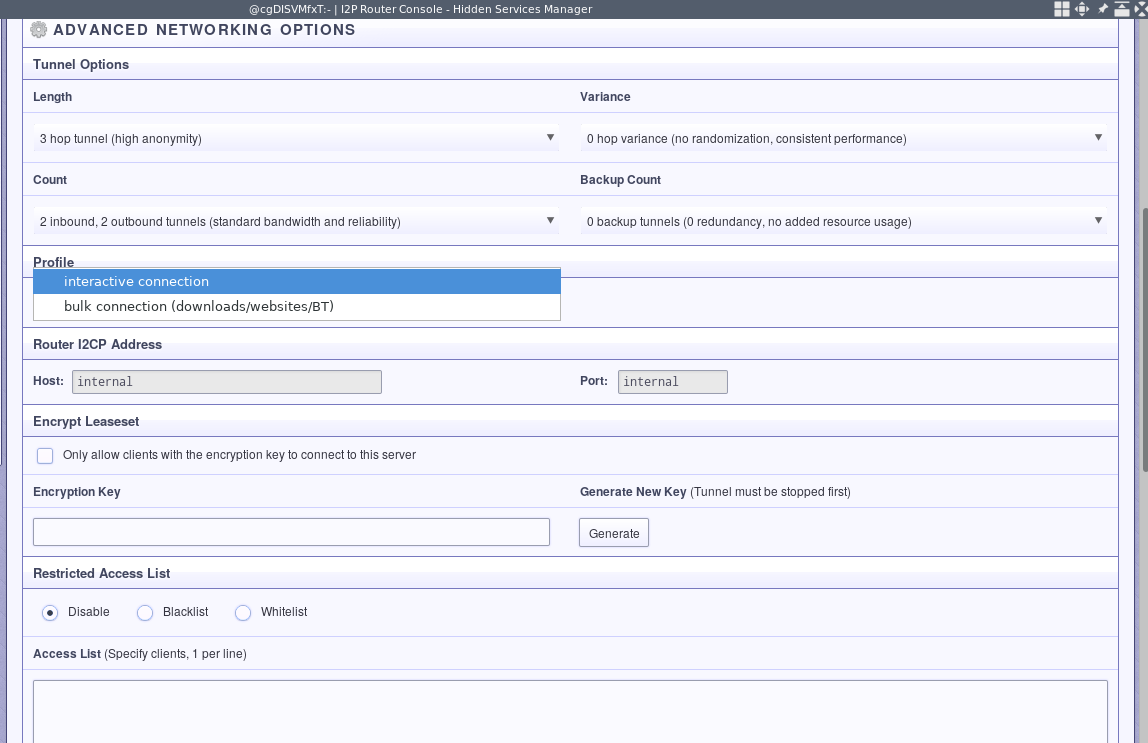 @cgDISVMfxT:- | I2P Router Console - Hidden Services Manager
ADVANCED NETWORKING OPTIONS
Tunnel Options
Length Variance
3 hop tunnel (high anonymity) 0 hop variance (no randomization, consistent performance)
Count Backup Count
2 inbound, 2 outbound tunnels (standard bandwidth and reliability) 0 backup tunnels (0 redundancy, no added resource usage)
Profile
interactive connection
bulk connection (downloads/websites/BT)
Router I2CP Address
Host: internal Port: internal
Encrypt Leaseset
Only allow clients with the encryption key to connect to this server
Encryption Key Generate New Key (Tunnel must be stopped first)
Generate
Restricted Access List
Disable Blacklist Whitelist
Access List (Specify clients, 1 per line)